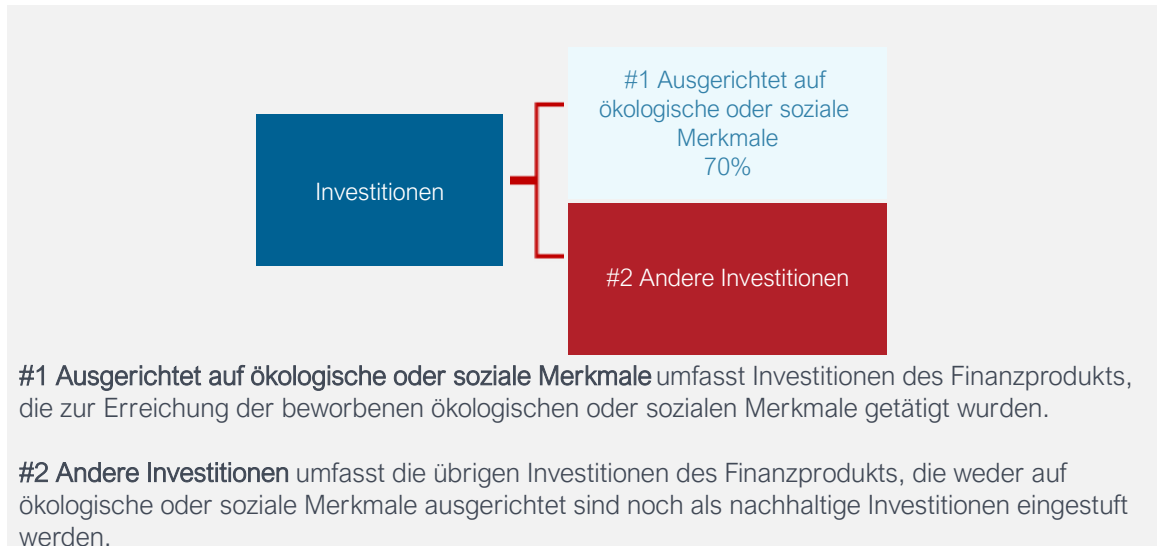 #1 Ausgerichtet auf
ökologische oder soziale
Merkmale
70%
Investitionen
#2 Andere Investitionen
#1 Ausgerichtet auf ökologische oder soziale Merkmale umfasst Investitionen des Finanzprodukts,
die zur Erreichung der beworbenen ökologischen oder sozialen Merkmale getätigt wurden.
#2 Andere Investitionen umfasst die übrigen Investitionen des Finanzprodukts, die weder auf
ökologische oder soziale Merkmale ausgerichtet sind noch als nachhaltige Investitionen eingestuft
werden.